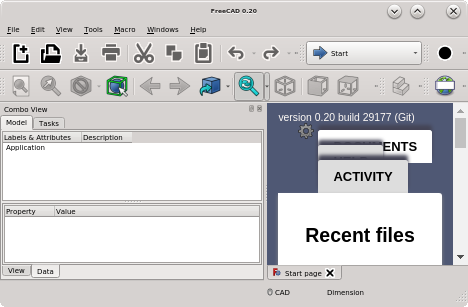 FreeCAD 0.20
File Edit View Tools Macro Windows Help
Start
Combo View
Model Tasks
Labels & Attributes Description
Application
Property Value
View Data
version 0.20 build 29177 (Git)
ENTS
ACTIVITY
Recent files
Start page
CAD Dimension